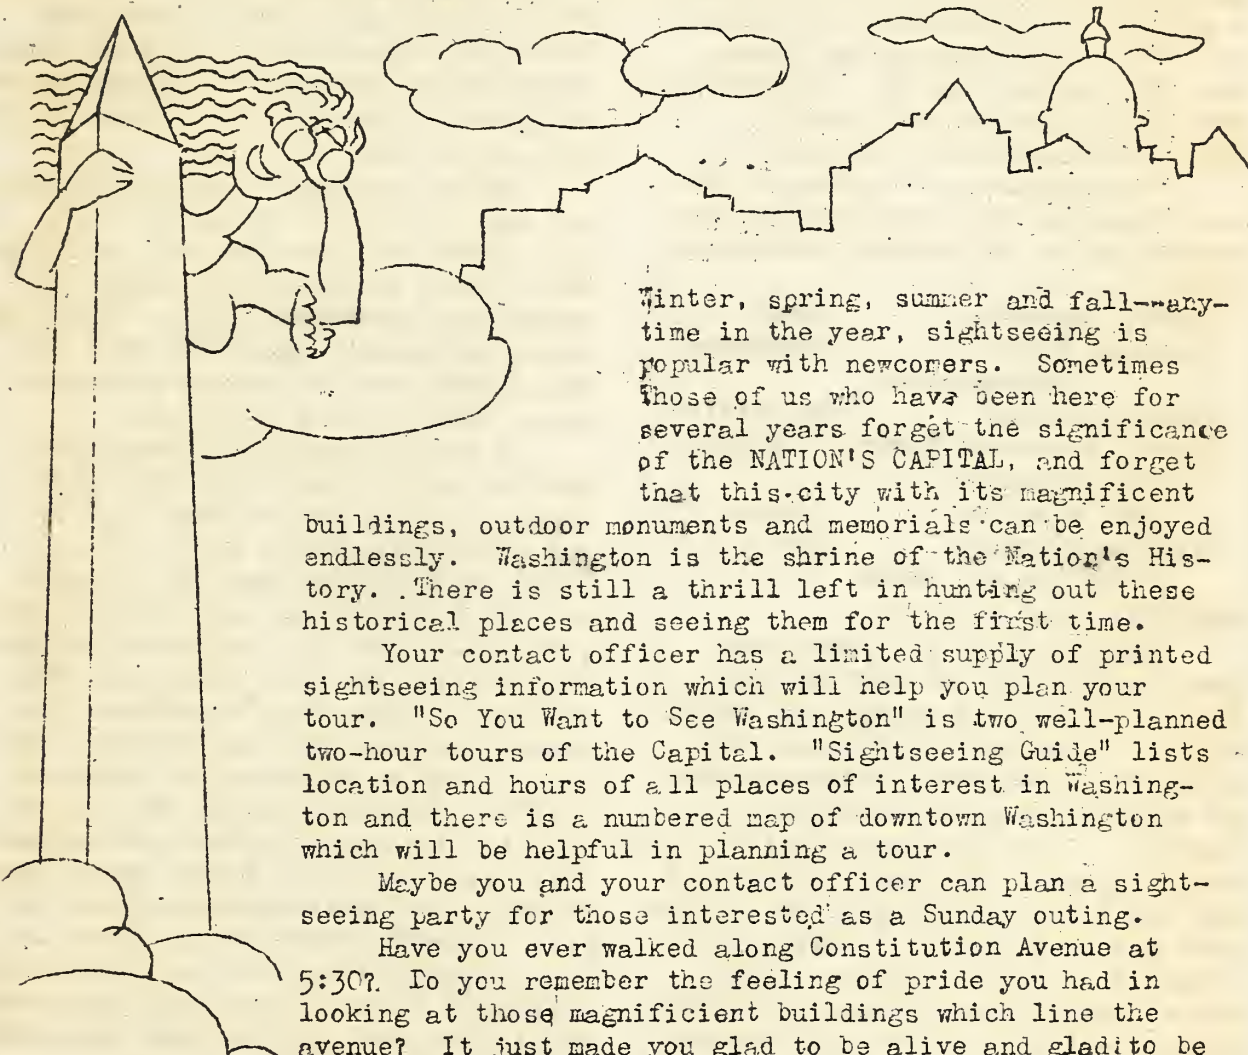 Winter, spring, summer and fall--any-
time in the year, sightseeing is
popular with newcomers.  Sometimes
those of us who have been here for
several years forget the significance
of the NATION'S CAPITAL, and forget
that this city with its magnificent
buildings, outdoor monuments and memorials can be enjoyed
endlessly.  Washington is the shrine of the Nation's His-
tory.  There is still a thrill left in hunting out these
historical places and seeing them for the first time.
Your contact officer has a limited supply of printed
sightseeing information which will help you plan your
tour.  "So You Want to See Washington" is two well-planned
two-hour tours of the Capital.  "Sightseeing Guide" lists
location and hours of all places of interest in Washing-
ton and there is a numbered map of downtown Washington
which will be helpful in planning a tour.
Maybe you and your contact officer can plan a sight-
seeing party for those interested as a Sunday outing.
Have you ever walked along Constitution Avenue at
5:30?  Do you remember the feeling of pride you had in
looking at those magnificient buildings which line the
avenue?  It just made you glad to be alive and glad to be